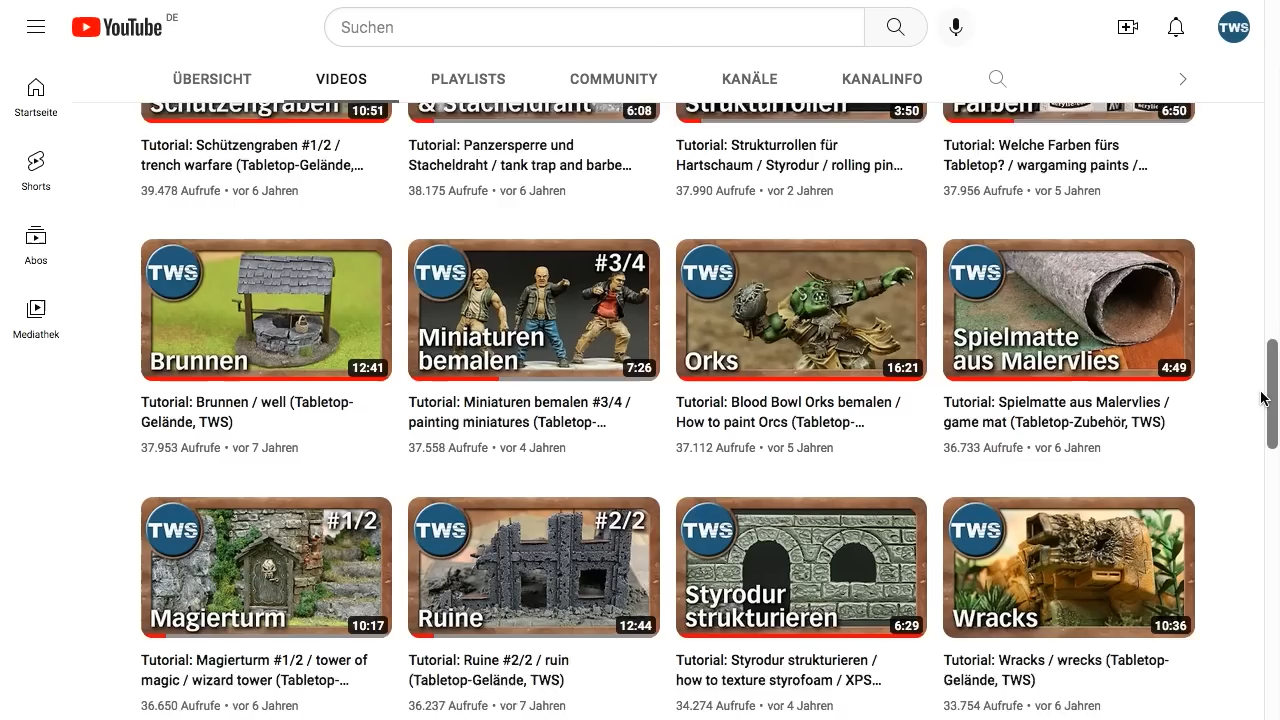 YouTube DE
Suchen
TWS
ÜBERSICHT VIDEOS PLAYLISTS COMMUNITY KANÄLE KANALINFO
Startseite
Shorts
Abos
Mediathek
Schützengraben 10:51
& Stacheldraht 6:08
Strukturrollen 3:50
Farben 6:50
Tutorial: Schützengraben #1/2 /
trench warfare (Tabletop-Gelände,...
39.478 Aufrufe • vor 6 Jahren
Tutorial: Panzersperre und
Stacheldraht / tank trap and barbe...
38.175 Aufrufe • vor 6 Jahren
Tutorial: Strukturrollen für
Hartschaum / Styrodur / rolling pin...
37.990 Aufrufe • vor 2 Jahren
Tutorial: Welche Farben fürs
Tabletop? / wargaming paints /...
37.956 Aufrufe • vor 5 Jahren
TWS
Brunnen
12:41
TWS
#3/4
Miniaturen
bemalen
7:26
TWS
Orks
16:21
TWS
Spielmatte
aus Malervlies
4:49
Tutorial: Brunnen / well (Tabletop-
Gelände, TWS)
37.953 Aufrufe • vor 7 Jahren
Tutorial: Miniaturen bemalen #3/4 /
painting miniatures (Tabletop-...
37.558 Aufrufe • vor 4 Jahren
Tutorial: Blood Bowl Orks bemalen /
How to paint Orcs (Tabletop-...
37.112 Aufrufe • vor 5 Jahren
Tutorial: Spielmatte aus Malervlies /
game mat (Tabletop-Zubehör, TWS)
36.733 Aufrufe • vor 6 Jahren
TWS
#1/2
Magierturm
10:17
TWS
#2/2
Ruine
12:44
TWS
Styrodur
strukturieren
6:29
TWS
Wracks
10:36
Tutorial: Magierturm #1/2 / tower of
magic / wizard tower (Tabletop-...
36.650 Aufrufe • vor 6 Jahren
Tutorial: Ruine #2/2 / ruin
(Tabletop-Gelände, TWS)
36.237 Aufrufe • vor 7 Jahren
Tutorial: Styrodur strukturieren /
how to texture styrofoam / XPS...
34.274 Aufrufe • vor 4 Jahren
Tutorial: Wracks / wrecks (Tabletop-
Gelände, TWS)
33.754 Aufrufe • vor 6 Jahren